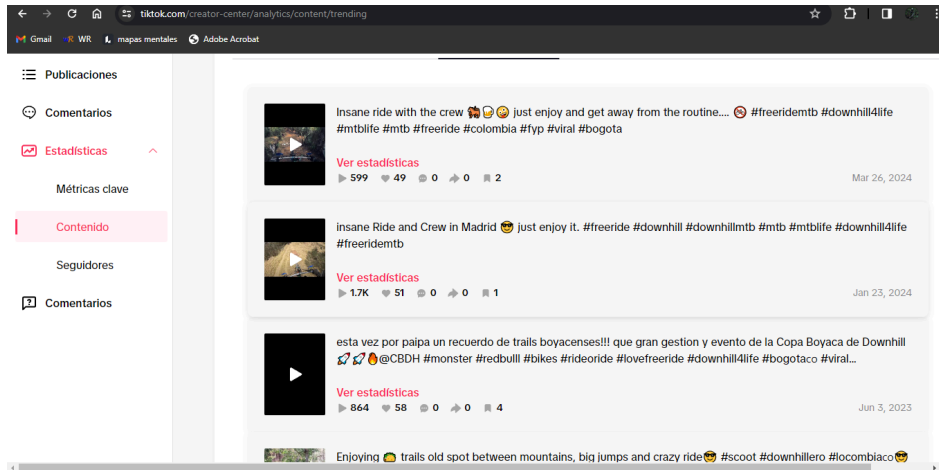 tiktok.com/creator-center/analytics/content/trending
Gmail WR mapas mentales Adobe Acrobat
Publicaciones
Comentarios
Estadísticas
Métricas clave
Contenido
Seguidores
Comentarios
Insane ride with the crew 🐂🍺🤪 just enjoy and get away from the routine.... 🚳 #freeridemtb #downhill4life
#mtblife #mtb #freeride #colombia #fyp #viral #bogota
Ver estadísticas
599 49 0 0 2
Mar 26, 2024
insane Ride and Crew in Madrid 😎 just enjoy it. #freeride #downhill #downhillmtb #mtb #mtblife #downhill4life
#freeridemtb
Ver estadísticas
1.7K 51 0 0 1
Jan 23, 2024
esta vez por paipa un recuerdo de trails boyacenses!!! que gran gestion y evento de la Copa Boyaca de Downhill
🚀🚀🔥@CBDH #monster #redbulll #bikes #rideoride #lovefreeride #downhill4life #bogotaco #viral...
Ver estadísticas
864 58 0 0 4
Jun 3, 2023
Enjoying 🌮 trails old spot between mountains, big jumps and crazy ride😎 #scoot #downhillero #locombiaco😎